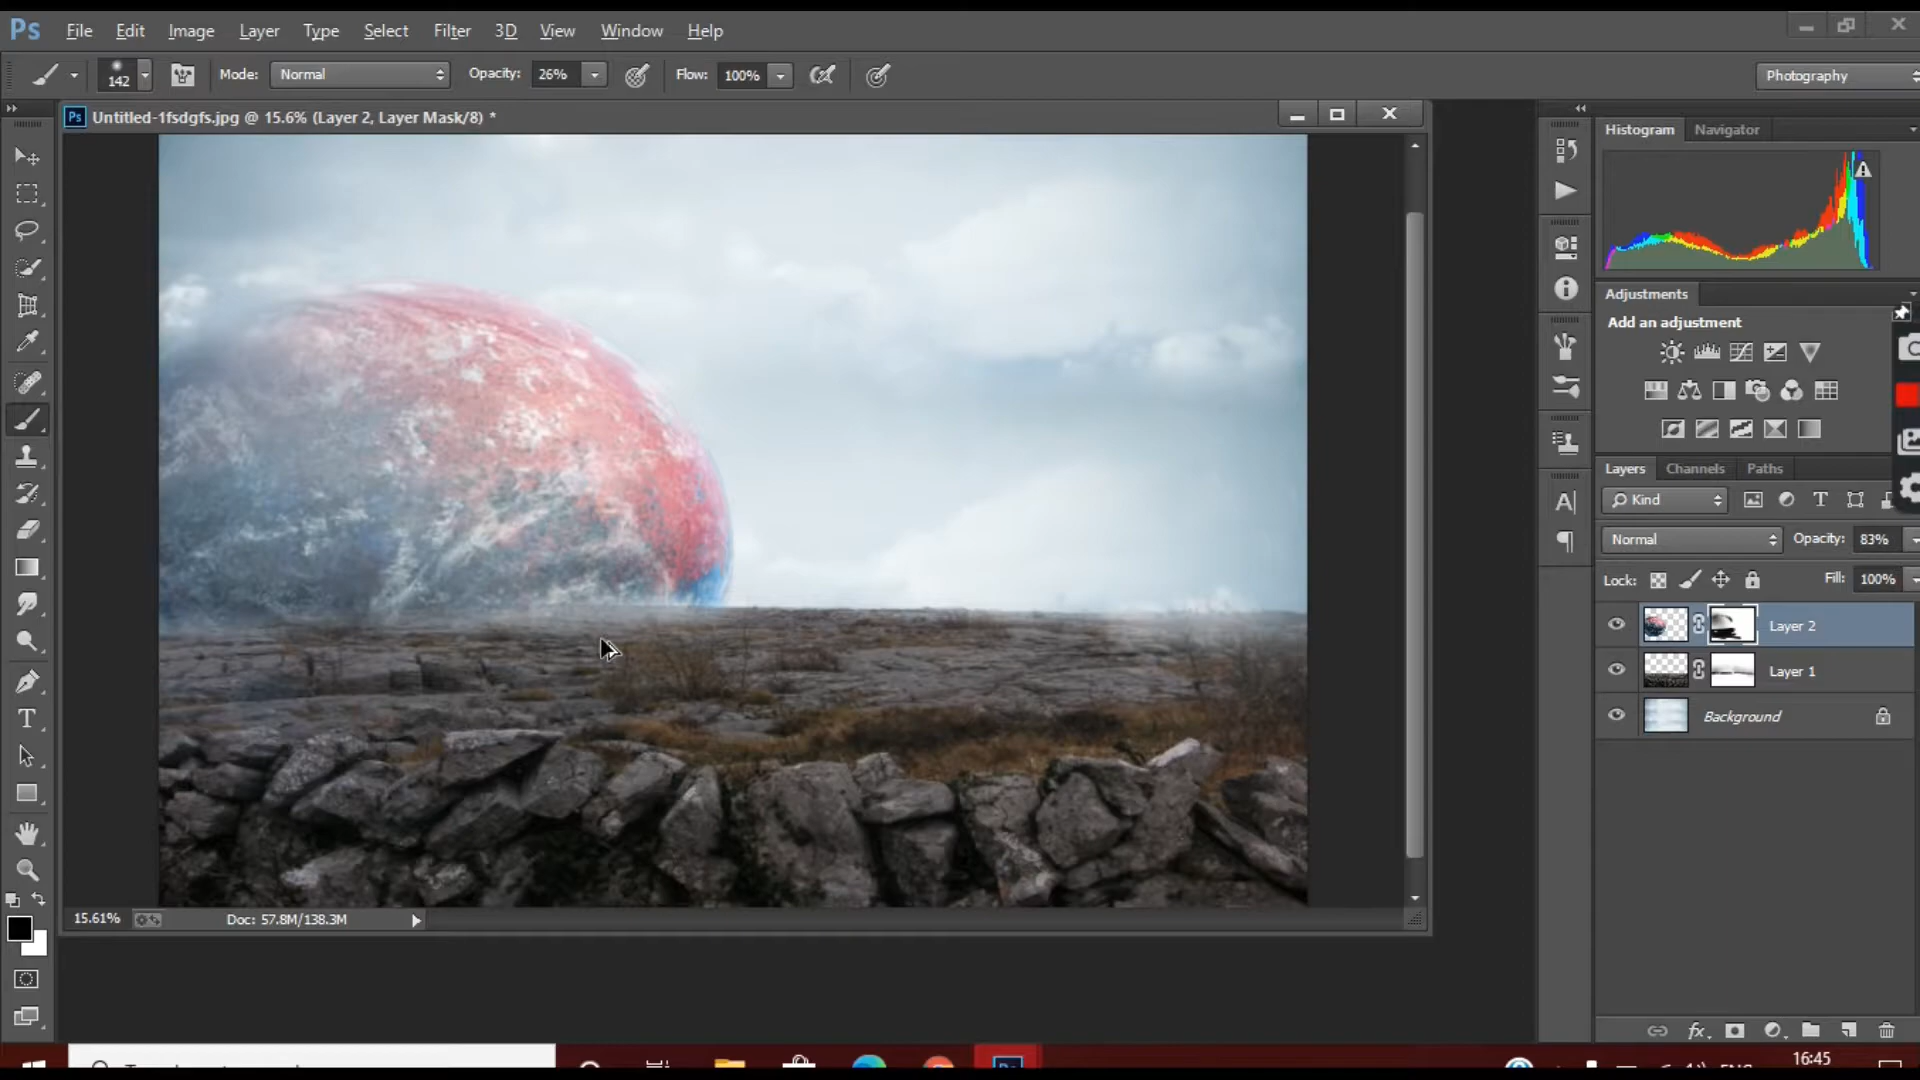 Ps File Edit Image Layer Type Select Filter 3D View Window Help
142 Mode: Normal Opacity: 26% Flow: 100% Photography
Ps Untitled-1fsdgfs.jpg @ 15.6% (Layer 2, Layer Mask/8) *
Histogram Navigator
Adjustments
Add an adjustment
Layers Channels Paths
Kind
Normal Opacity: 83%
Lock: Fill: 100%
Layer 2
Layer 1
Background
15.61% Doc: 57.8M/138.3M
16:45